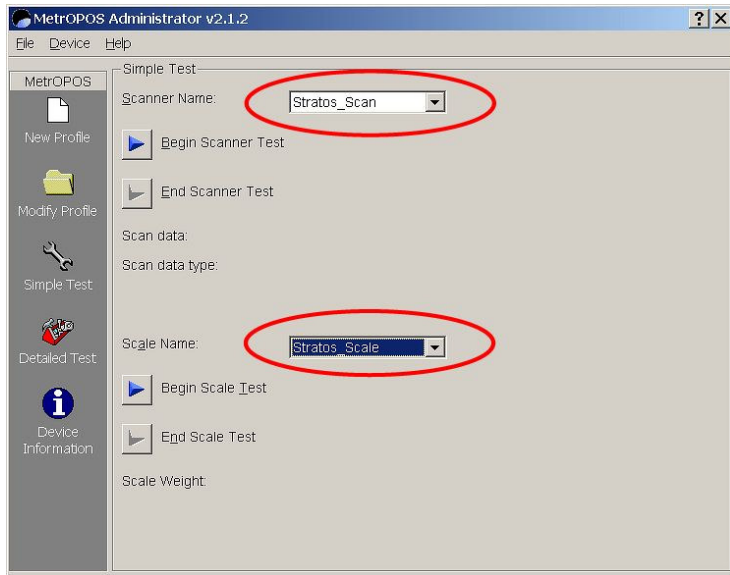 MetrOPOS Administrator v2.1.2
File Device Help
MetrOPOS
New Profile
Modify Profile
Simple Test
Detailed Test
Device
Information
Simple Test
Scanner Name:
Stratos_Scan
Begin Scanner Test
End Scanner Test
Scan data:
Scan data type:
Scale Name:
Stratos_Scale
Begin Scale Test
End Scale Test
Scale Weight: